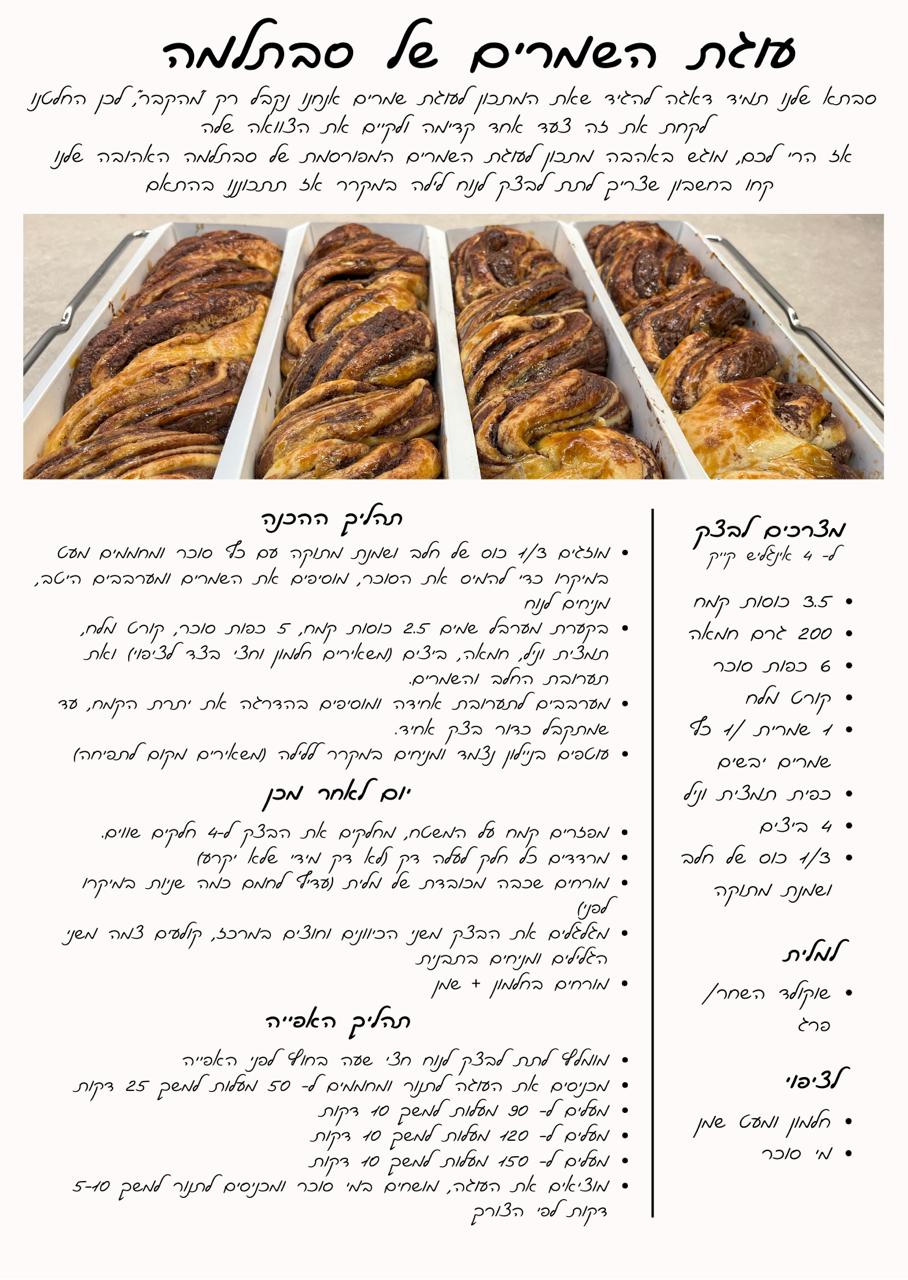 עוגת השמרים של סבתלמה
סבתא שלנו תמיד דאגה להגיד שאת המתכון לעוגת שמרים אנחנו נקבל רק "מהקבר", לכן החלטנו
לקחת את זה צעד אחד קדימה ולקיים את הצוואה שלה
אז הרי לכם, מוגש באהבה מתכון לעוגת השמרים המפורסמת של סבתלמה האהובה שלנו
קחו בחשבון שצריך לתת לבצק לנוח לילה במקרר אז תתכוננו בהתאם
מצרכים לבצק
ל- 4 אינגליש קייק
• 3.5 כוסות קמח
• 200 גרם חמאה
• 6 כפות סוכר
• קורט מלח
• 1 שמרית /1 כף
שמרים יבשים
• כפית תמצית וניל
• 4 ביצים
• 1/3 כוס של חלב
ושמנת מתוקה
למלית
• שוקולד השחר/
פרג
לציפוי
• חלמון ומעט שמן
• מי סוכר
תהליך ההכנה
• מוזגים 1/3 כוס של חלב ושמנת מתוקה עם כף סוכר ומחממים מעט
במיקרו כדי להמיס את הסוכר, מוסיפים את השמרים ומערבבים היטב,
מניחים לנוח
• בקערת מערבל שמים 2.5 כוסות קמח, 5 כפות סוכר, קורט מלח,
תמצית וניל, חמאה, ביצים (משאירים חלמון וחצי בצד לציפוי) ואת
תערובת החלב והשמרים.
• מערבבים לתערובת אחידה ומוסיפים בהדרגה את יתרת הקמח, עד
שמתקבל כדור בצק אחיד.
• עוטפים בניילון נצמד ומניחים במקרר ללילה (משאירים מקום לתפיחה)
יום לאחר מכן
• מפזרים קמח על המשטח, מחלקים את הבצק ל-4 חלקים שווים.
• מרדדים כל חלק לעלה דק (לא דק מידי שלא יקרע)
• מורחים שכבה מכובדת של מלית (עדיף לחמם כמה שניות במיקרו
לפני)
• מגלגלים את הבצק משני הכיוונים וחוצים במרכז, קולעים צמה משני
הגלילים ומניחים בתבנית
• מורחים בחלמון + שמן
תהליך האפייה
• מומלץ לתת לבצק לנוח חצי שעה בחוץ לפני האפייה
• מכניסים את העוגה לתנור ומחממים ל- 50 מעלות למשך 25 דקות
• מעלים ל- 90 מעלות למשך 10 דקות
• מעלים ל- 120 מעלות למשך 10 דקות
• מעלים ל- 150 מעלות למשך 10 דקות
• מוציאים את העוגה, מושחים במי סוכר ומכניסים לתנור למשך 5-10
דקות לפי הצורך